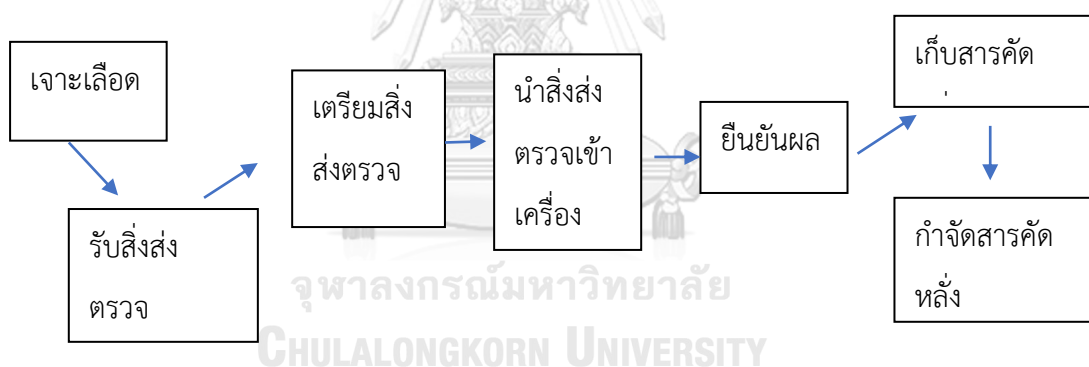 เจาะเลือด
รับสิ่งส่ง
ตรวจ
เตรียมสิ่ง
ส่งตรวจ
นำสิ่งส่ง
ตรวจเข้า
เครื่อง
ยืนยันผล
เก็บสารคัด
กำจัดสารคัด
หลั่ง
จุฬาลงกรณ์มหาวิทยาลัย
CHULALONGKORN UNIVERSITY